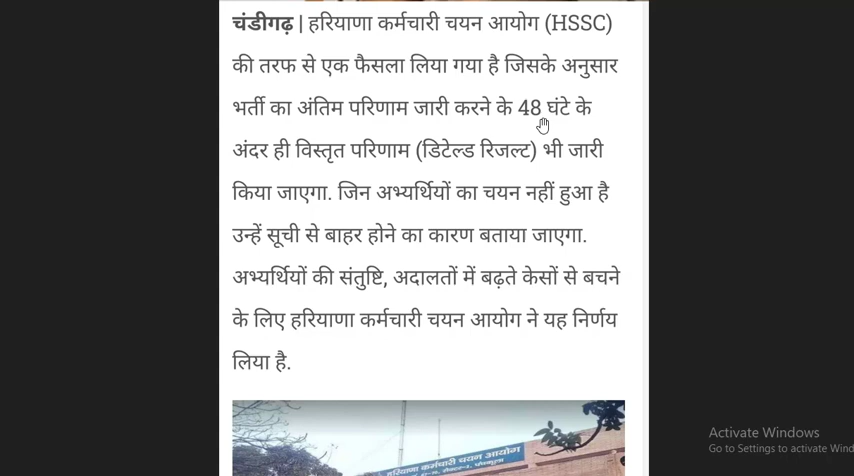 चंडीगढ़ | हरियाणा कर्मचारी चयन आयोग (HSSC)
की तरफ से एक फैसला लिया गया है जिसके अनुसार
भर्ती का अंतिम परिणाम जारी करने के 48 घंटे के
अंदर ही विस्तृत परिणाम (डिटेल्ड रिजल्ट) भी जारी
किया जाएगा. जिन अभ्यर्थियों का चयन नहीं हुआ है
उन्हें सूची से बाहर होने का कारण बताया जाएगा.
अभ्यर्थियों की संतुष्टि, अदालतों में बढ़ते केसों से बचने
के लिए हरियाणा कर्मचारी चयन आयोग ने यह निर्णय
लिया है.
हरियाणा कर्मचारी चयन आयोग
Activate Windows
Go to Settings to activate Wind